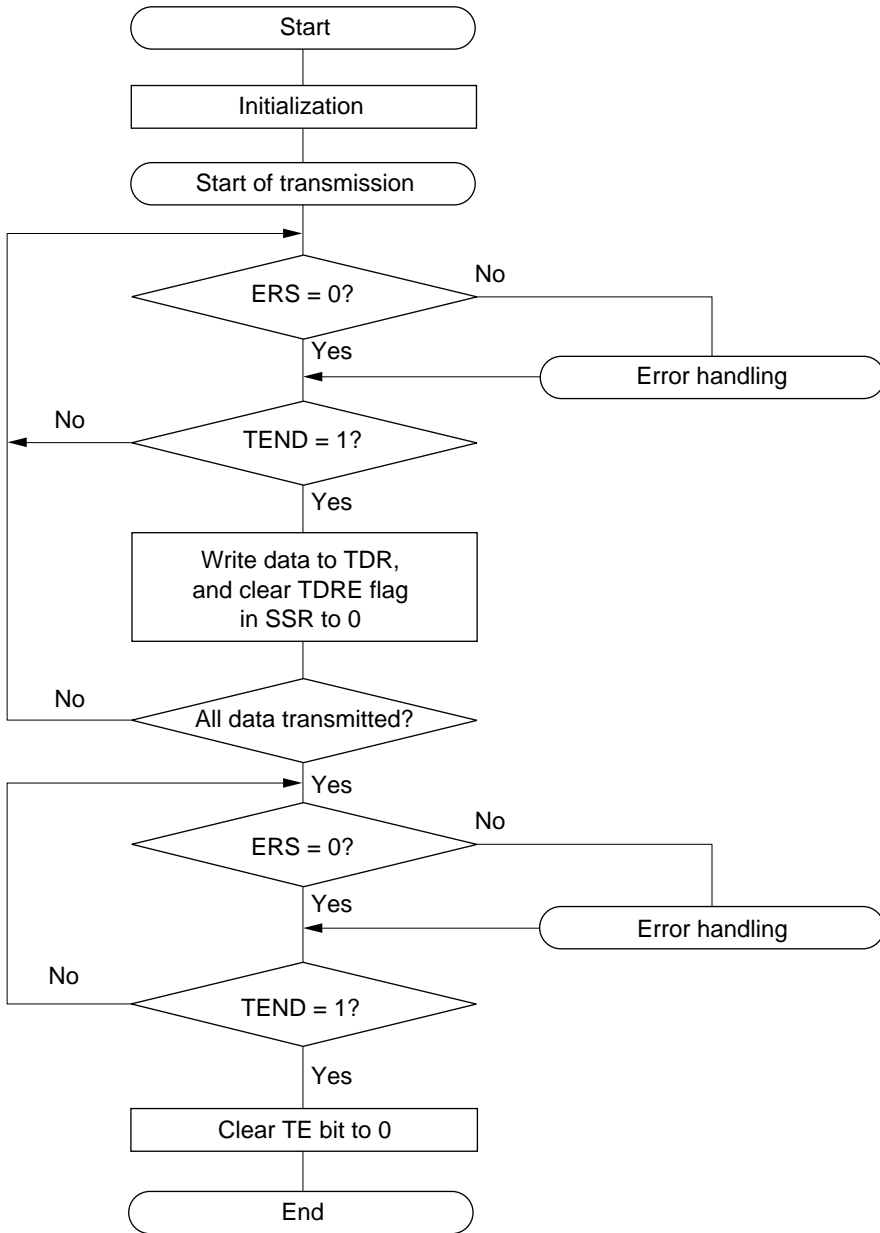 Start
Initialization
Start of transmission
No
ERS = 0?
Yes
Error handling
No
TEND = 1?
Yes
Write data to TDR,
and clear TDRE flag
in SSR to 0
No
All data transmitted?
Yes
No
ERS = 0?
Yes
Error handling
No
TEND = 1?
Yes
Clear TE bit to 0
End